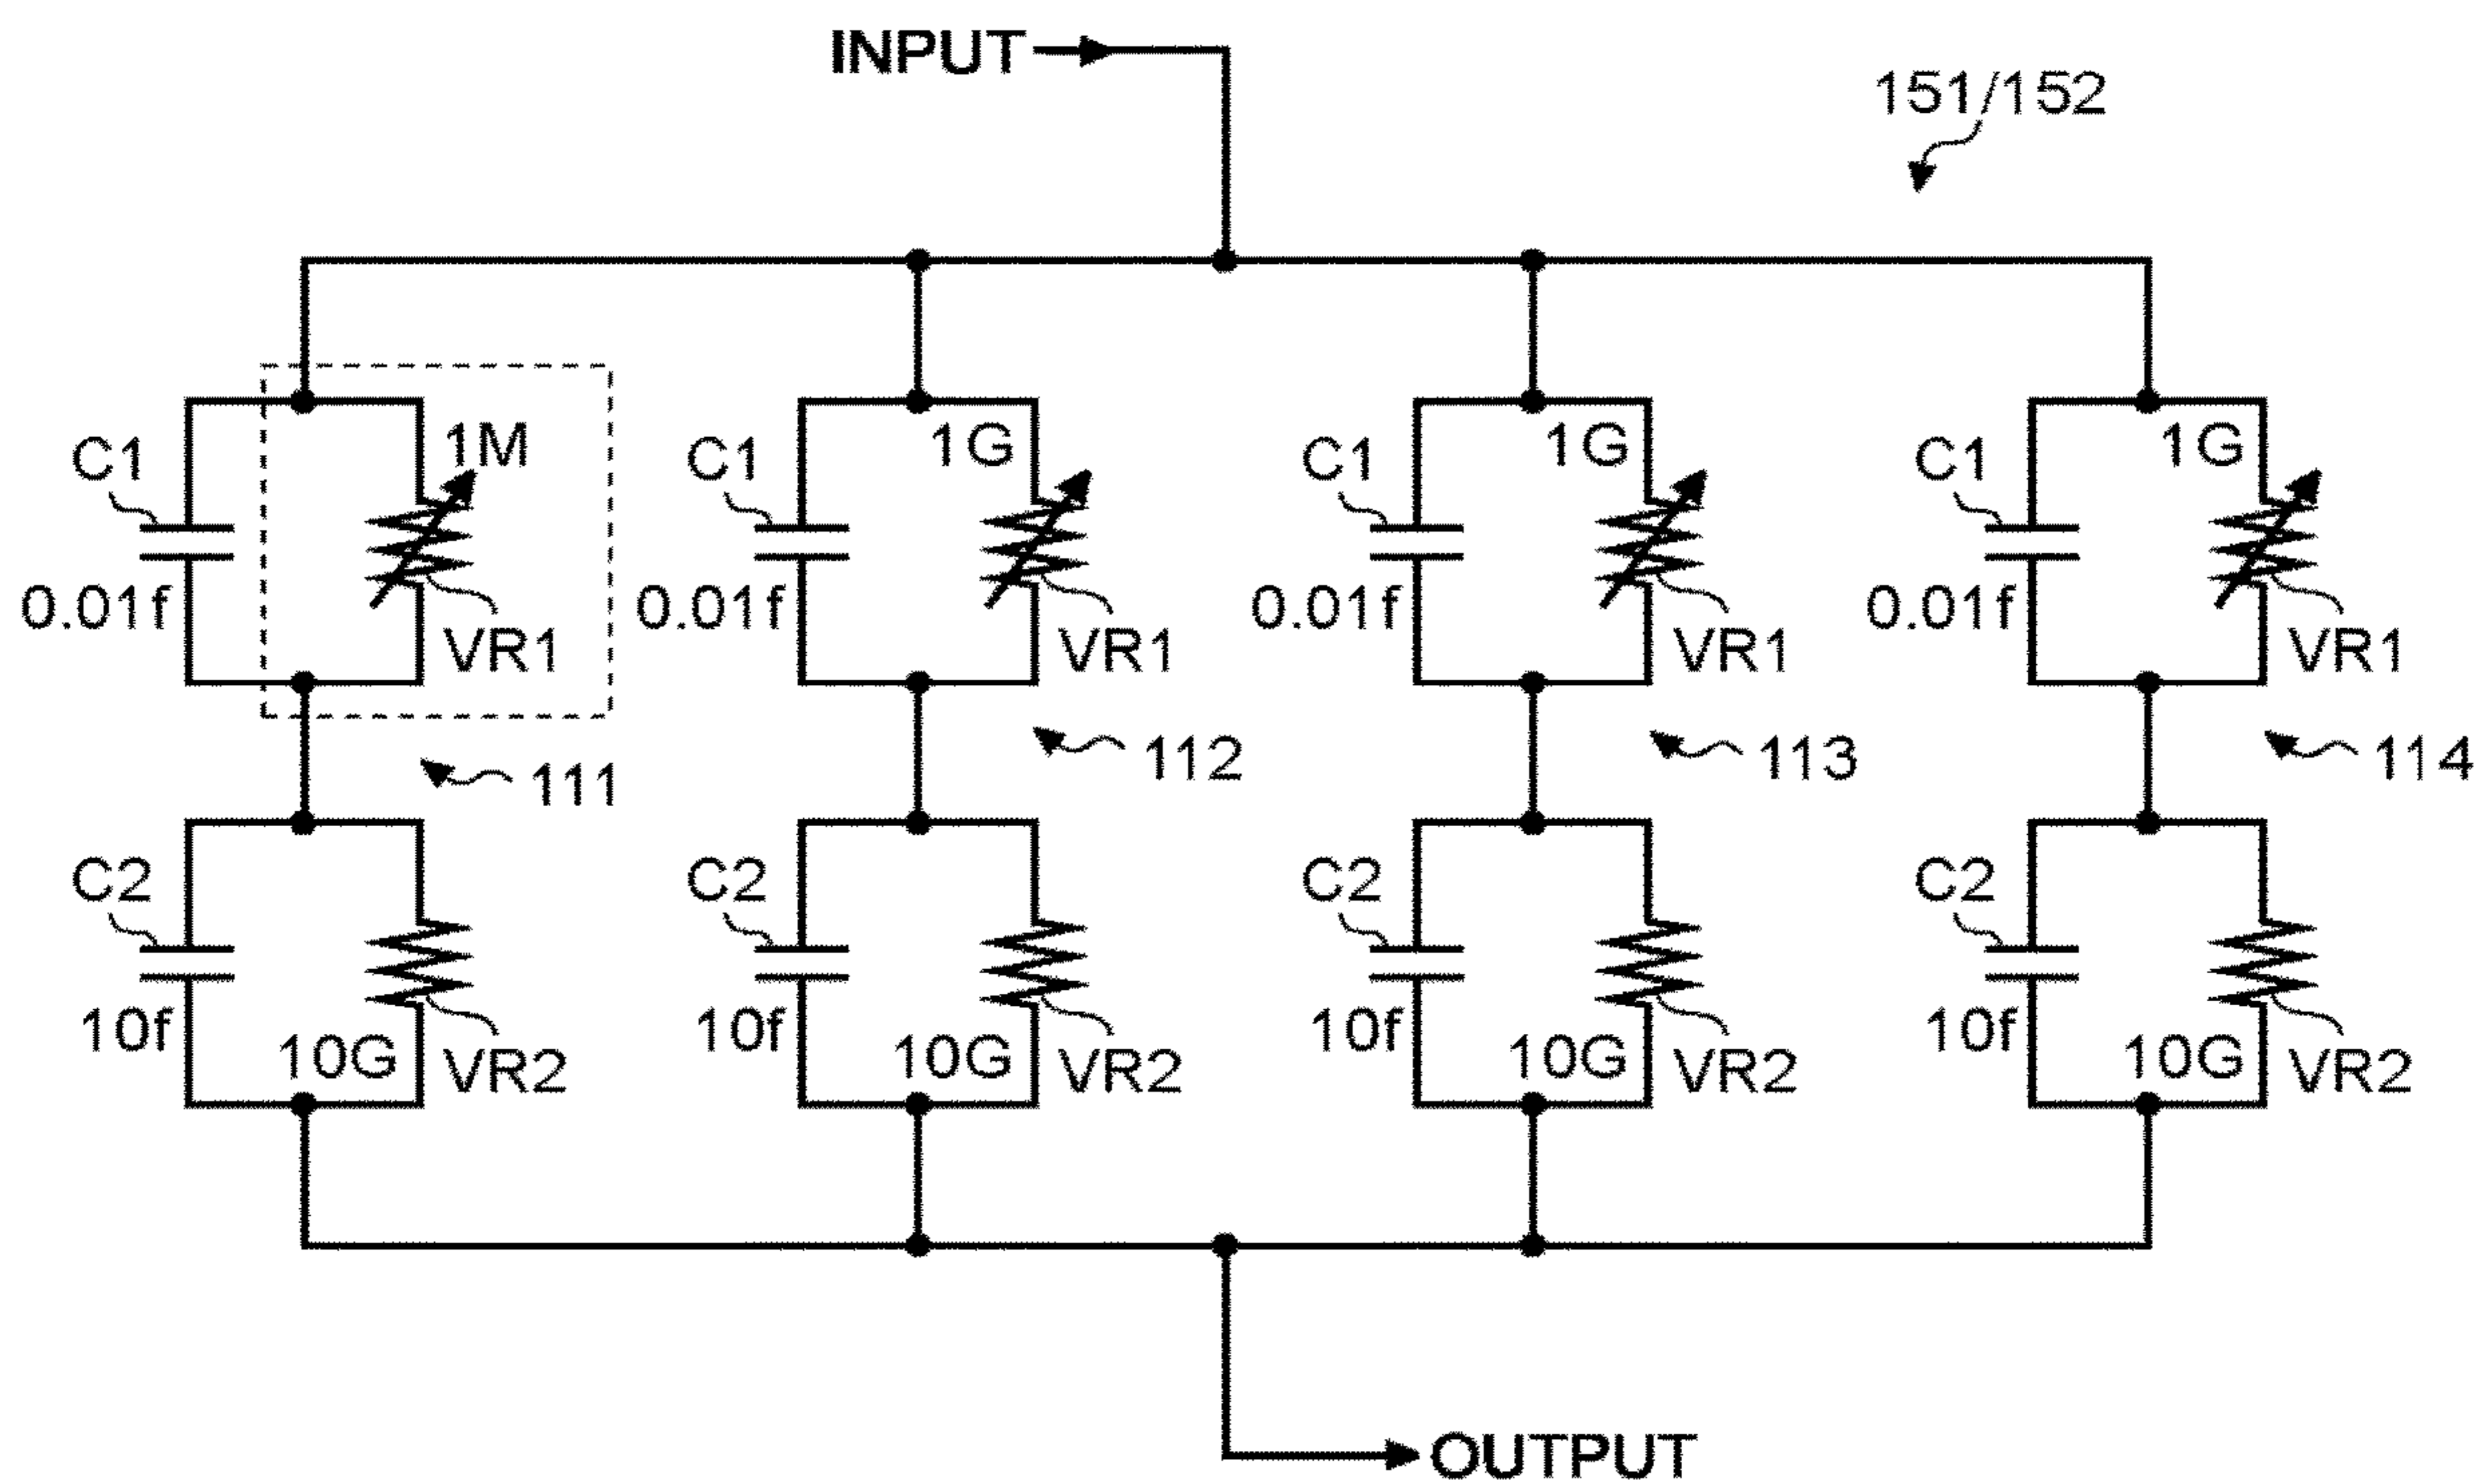 INPUT
151/152
1M
1G
1G
1G
C1
C1
C1
C1
0.01f
0.01f
0.01f
0.01f
VR1
VR1
VR1
VR1
111
112
113
114
C2
C2
C2
C2
10f
10f
10f
10f
10G
10G
10G
10G
VR2
VR2
VR2
VR2
OUTPUT